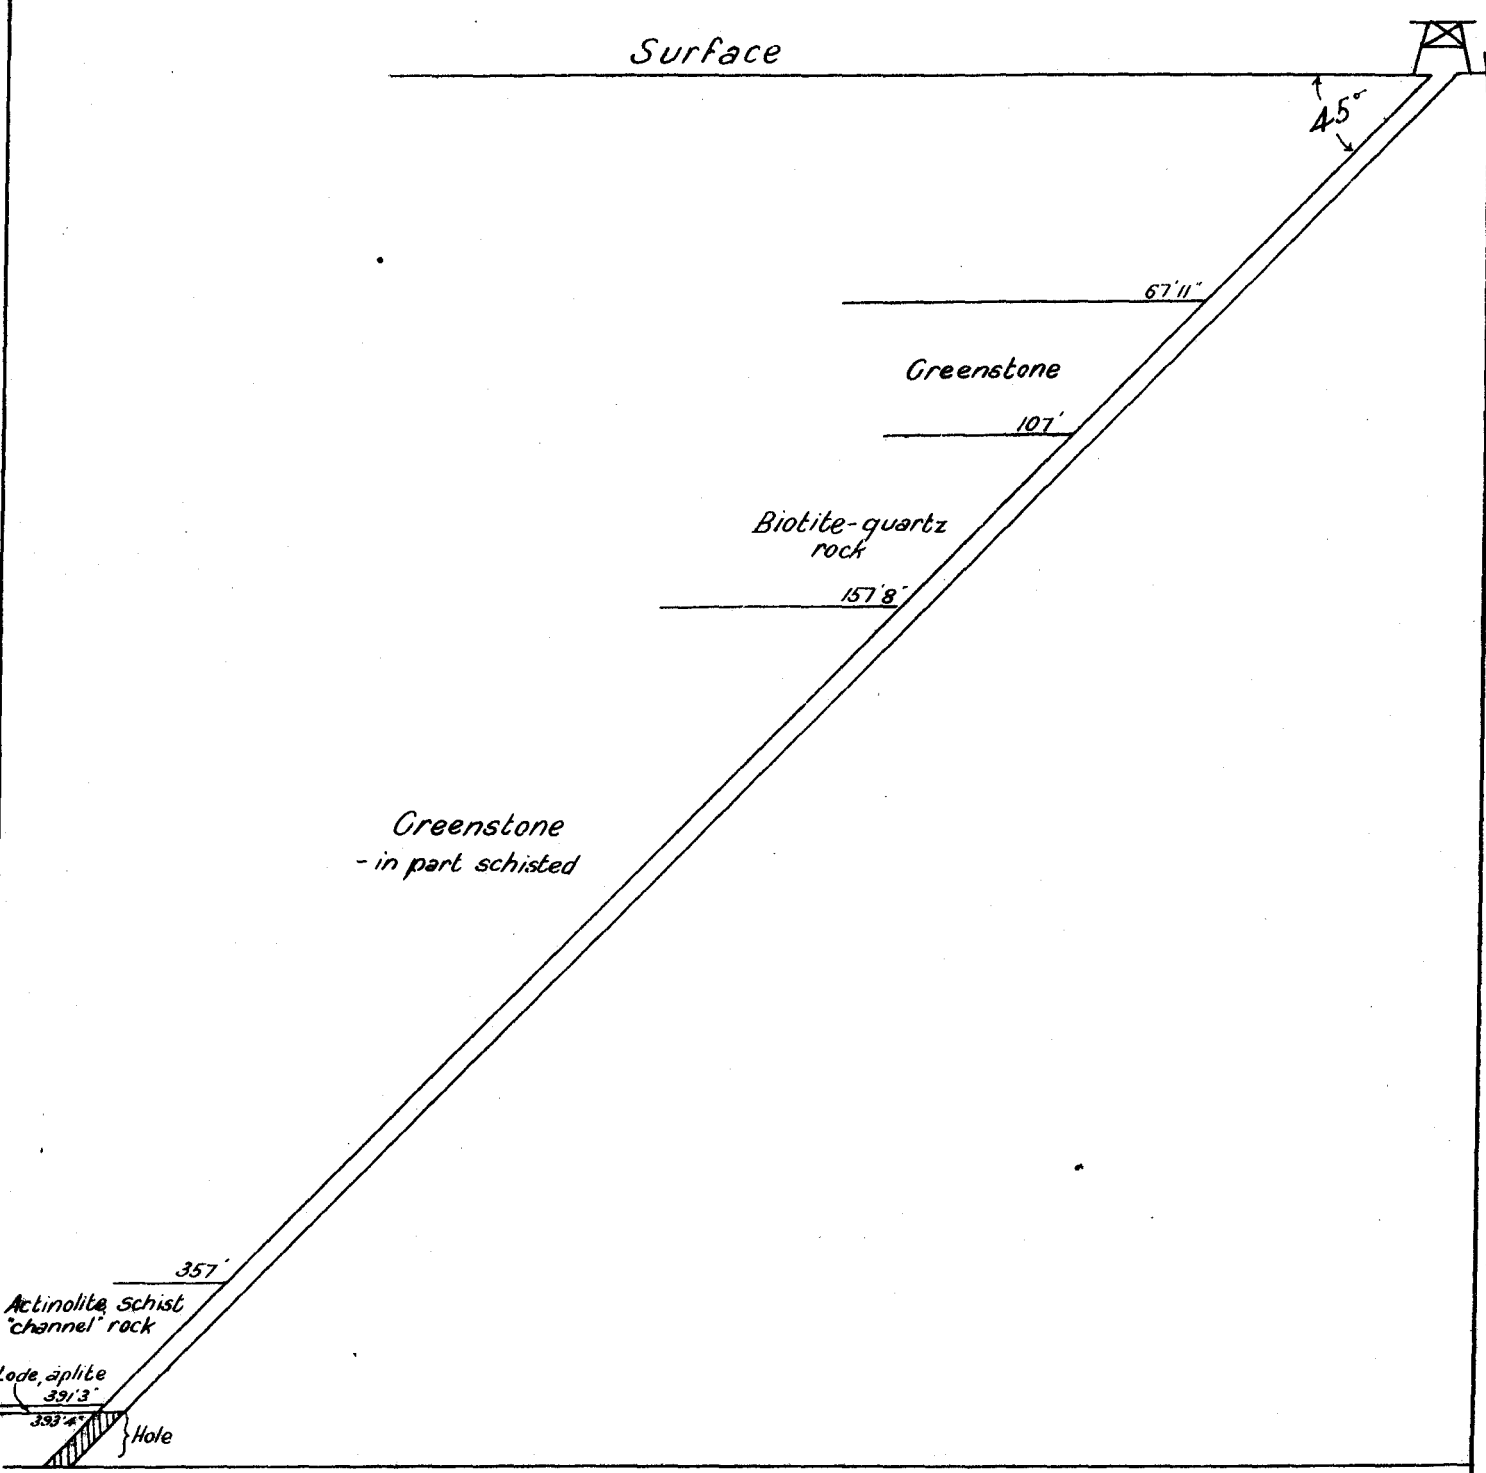 Surface
45°
67'11"
Greenstone
107'
Biotite-quartz
rock
157'8"
Greenstone
- in part schisted
357'
Actinolite schist
"channel" rock
Lode, aplite
391'3"
393'4"
Hole